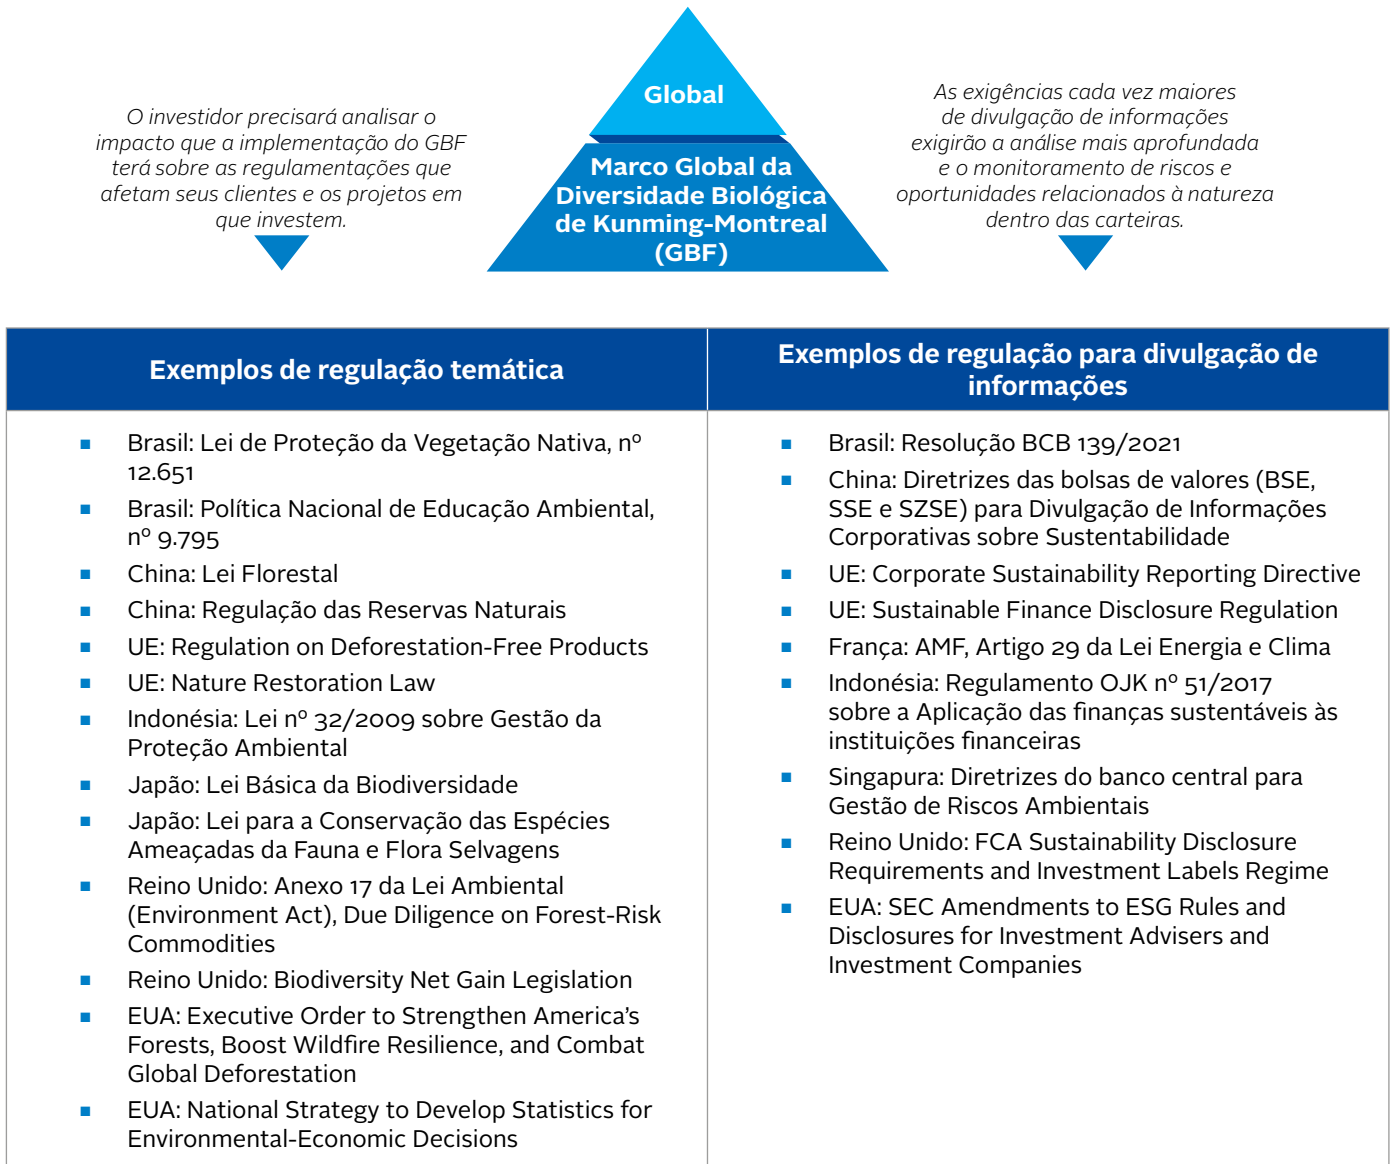 Global
Marco Global da
Diversidade Biológica
de Kunming-Montreal
(GBF)
O investidor precisará analisar o
impacto que a implementação do GBF
terá sobre as regulamentações que
afetam seus clientes e os projetos em
que investem.
As exigências cada vez maiores
de divulgação de informações
exigirão a análise mais aprofundada
e o monitoramento de riscos e
oportunidades relacionados à natureza
dentro das carteiras.
Exemplos de regulação temática
▪ Brasil: Lei de Proteção da Vegetação Nativa, nº
12.651
▪ Brasil: Política Nacional de Educação Ambiental,
nº 9.795
▪ China: Lei Florestal
▪ China: Regulação das Reservas Naturais
▪ UE: Regulation on Deforestation-Free Products
▪ UE: Nature Restoration Law
▪ Indonésia: Lei nº 32/2009 sobre Gestão da
Proteção Ambiental
▪ Japão: Lei Básica da Biodiversidade
▪ Japão: Lei para a Conservação das Espécies
Ameaçadas da Fauna e Flora Selvagens
▪ Reino Unido: Anexo 17 da Lei Ambiental
(Environment Act), Due Diligence on Forest-Risk
Commodities
▪ Reino Unido: Biodiversity Net Gain Legislation
▪ EUA: Executive Order to Strengthen America’s
Forests, Boost Wildfire Resilience, and Combat
Global Deforestation
▪ EUA: National Strategy to Develop Statistics for
Environmental-Economic Decisions
Exemplos de regulação para divulgação de
informações
▪ Brasil: Resolução BCB 139/2021
▪ China: Diretrizes das bolsas de valores (BSE,
SSE e SZSE) para Divulgação de Informações
Corporativas sobre Sustentabilidade
▪ UE: Corporate Sustainability Reporting Directive
▪ UE: Sustainable Finance Disclosure Regulation
▪ França: AMF, Artigo 29 da Lei Energia e Clima
▪ Indonésia: Regulamento OJK nº 51/2017
sobre a Aplicação das finanças sustentáveis às
instituições financeiras
▪ Singapura: Diretrizes do banco central para
Gestão de Riscos Ambientais
▪ Reino Unido: FCA Sustainability Disclosure
Requirements and Investment Labels Regime
▪ EUA: SEC Amendments to ESG Rules and
Disclosures for Investment Advisers and
Investment Companies